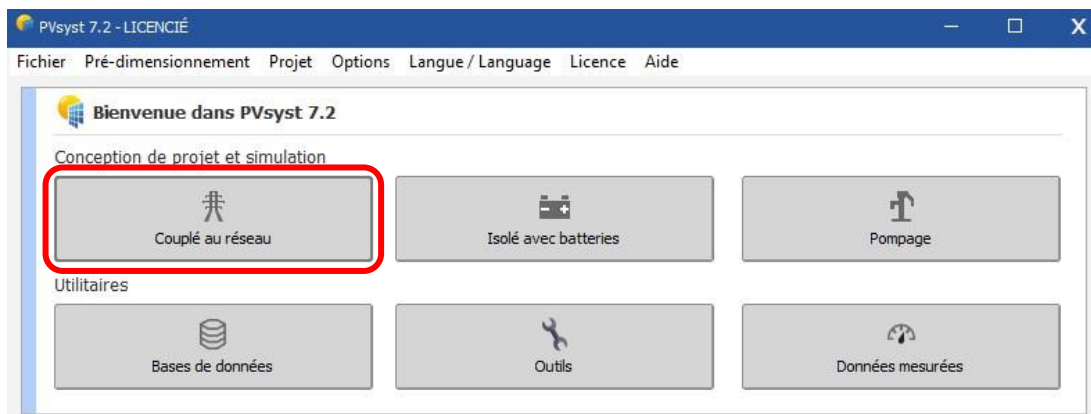 PVsyst 7.2 - LICENCIÉ
Fichier Pré-dimensionnement Projet Options Langue / Language Licence Aide
Bienvenue dans PVsyst 7.2
Conception de projet et simulation
Couplé au réseau Isolé avec batteries Pompage
Utilitaires
Bases de données Outils Données mesurées